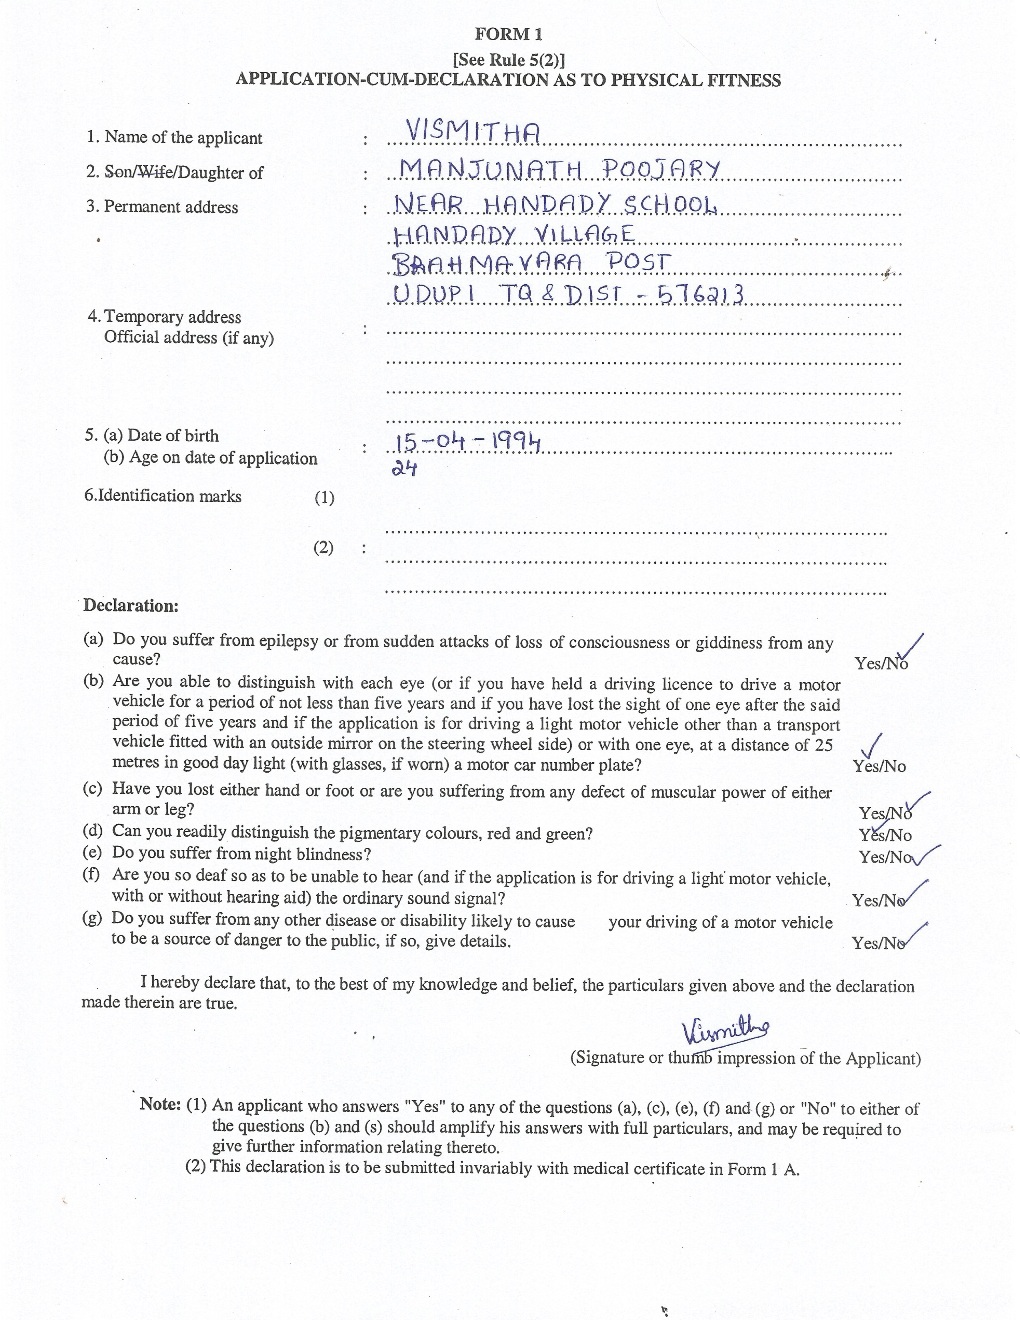 FORM 1
[See Rule 5(2)]
APPLICATION-CUM-DECLARATION AS TO PHYSICAL FITNESS
1. Name of the applicant : VISMITHA
2. Son/Wife/Daughter of : MANJUNATH POOJARY
3. Permanent address : NEAR HANDADY SCHOOL
HANDADY VILLAGE
BRAHMAVARA POST
UDUPI TQ & DIST - 576213
4. Temporary address :
Official address (if any)
5. (a) Date of birth : 15-04-1994
(b) Age on date of application 24
6.Identification marks (1)
(2) :
Declaration:
(a) Do you suffer from epilepsy or from sudden attacks of loss of consciousness or giddiness from any
cause? Yes/No ✓
(b) Are you able to distinguish with each eye (or if you have held a driving licence to drive a motor
vehicle for a period of not less than five years and if you have lost the sight of one eye after the said
period of five years and if the application is for driving a light motor vehicle other than a transport
vehicle fitted with an outside mirror on the steering wheel side) or with one eye, at a distance of 25
metres in good day light (with glasses, if worn) a motor car number plate? ✓ Yes/No
(c) Have you lost either hand or foot or are you suffering from any defect of muscular power of either
arm or leg? Yes/No ✓
(d) Can you readily distinguish the pigmentary colours, red and green? Yes ✓/No
(e) Do you suffer from night blindness? Yes/No ✓
(f) Are you so deaf so as to be unable to hear (and if the application is for driving a light motor vehicle,
with or without hearing aid) the ordinary sound signal? Yes/No ✓
(g) Do you suffer from any other disease or disability likely to cause your driving of a motor vehicle
to be a source of danger to the public, if so, give details. Yes/No ✓
I hereby declare that, to the best of my knowledge and belief, the particulars given above and the declaration
made therein are true.
Vismitha
(Signature or thumb impression of the Applicant)
Note: (1) An applicant who answers "Yes" to any of the questions (a), (c), (e), (f) and (g) or "No" to either of
the questions (b) and (s) should amplify his answers with full particulars, and may be required to
give further information relating thereto.
(2) This declaration is to be submitted invariably with medical certificate in Form 1 A.